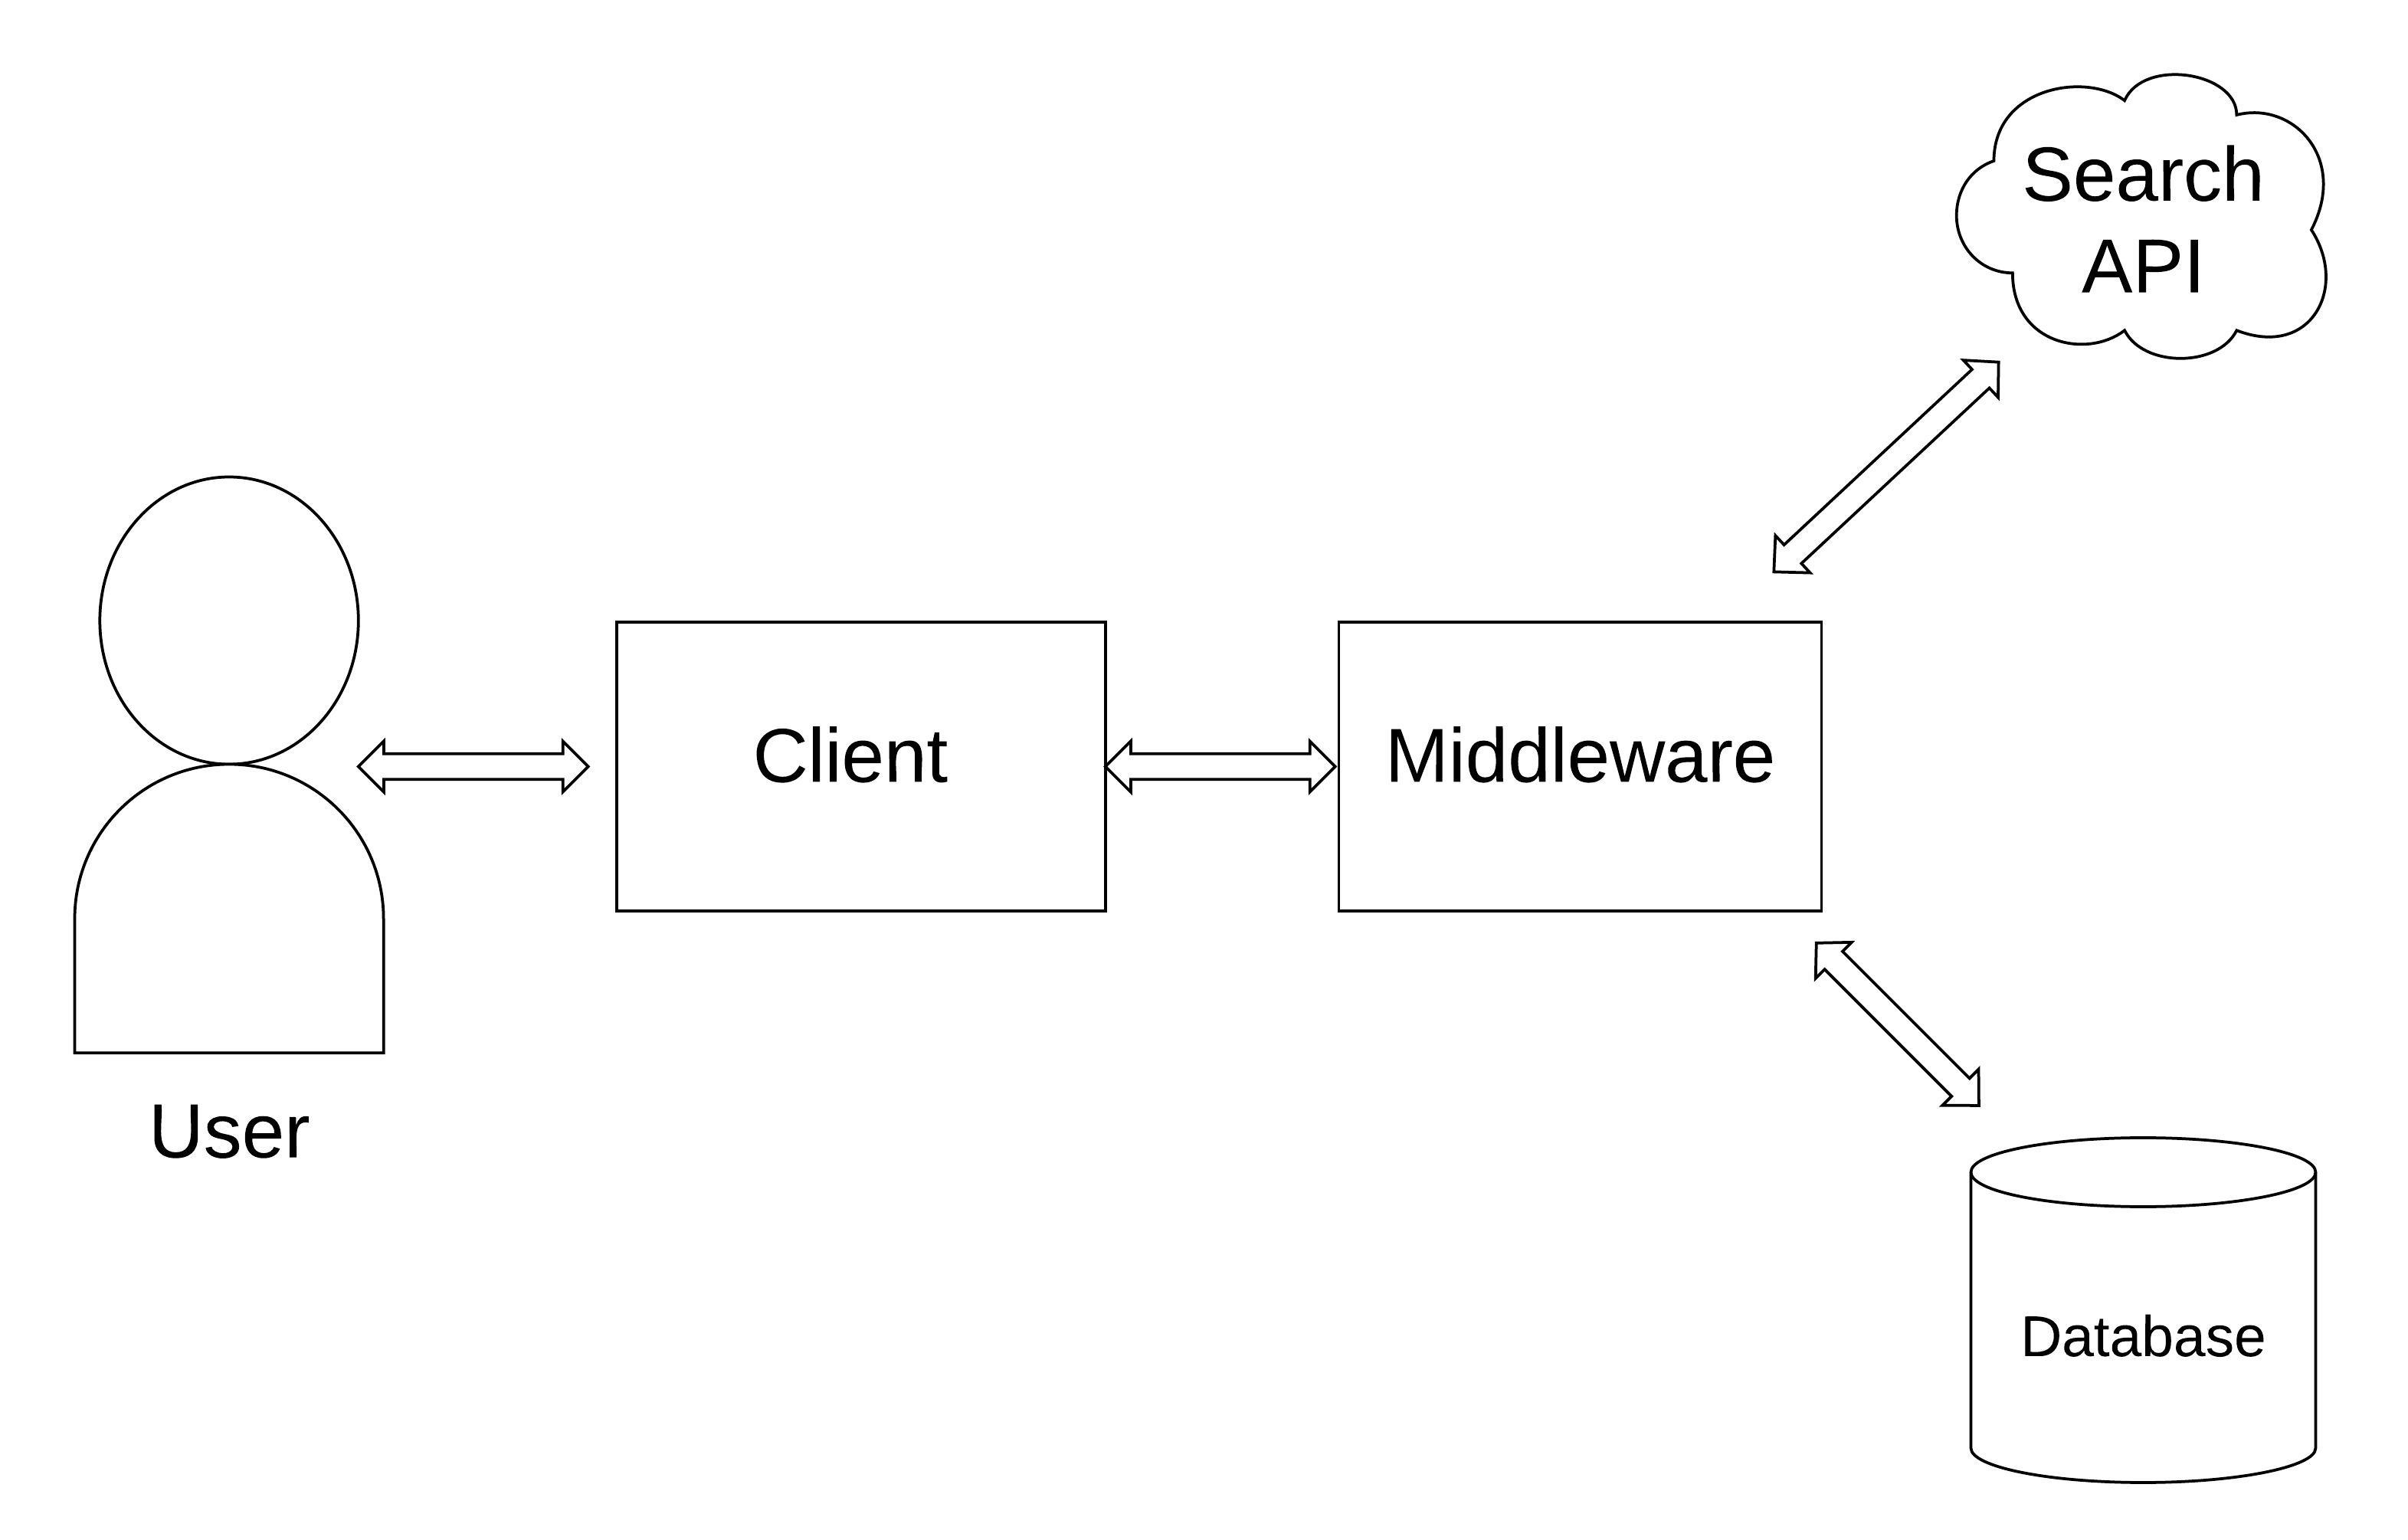 Search
API
Client
Middleware
User
Database